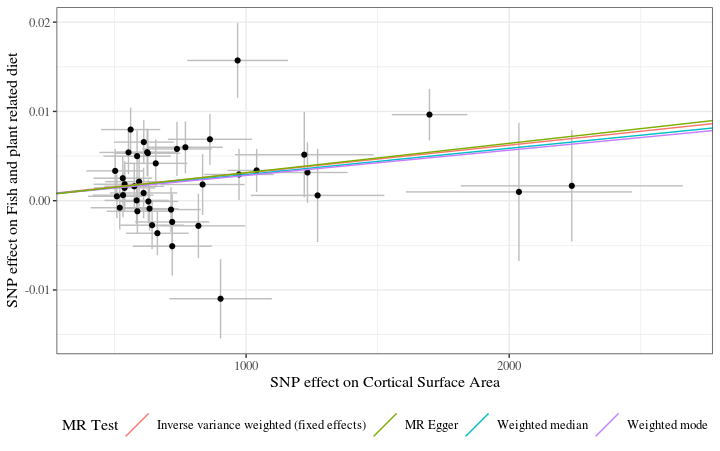 0.02
0.01
0.00
-0.01
SNP effect on Fish and plant related diet
1000
2000
SNP effect on Cortical Surface Area
MR Test
Inverse variance weighted (fixed effects)
MR Egger
Weighted median
Weighted mode